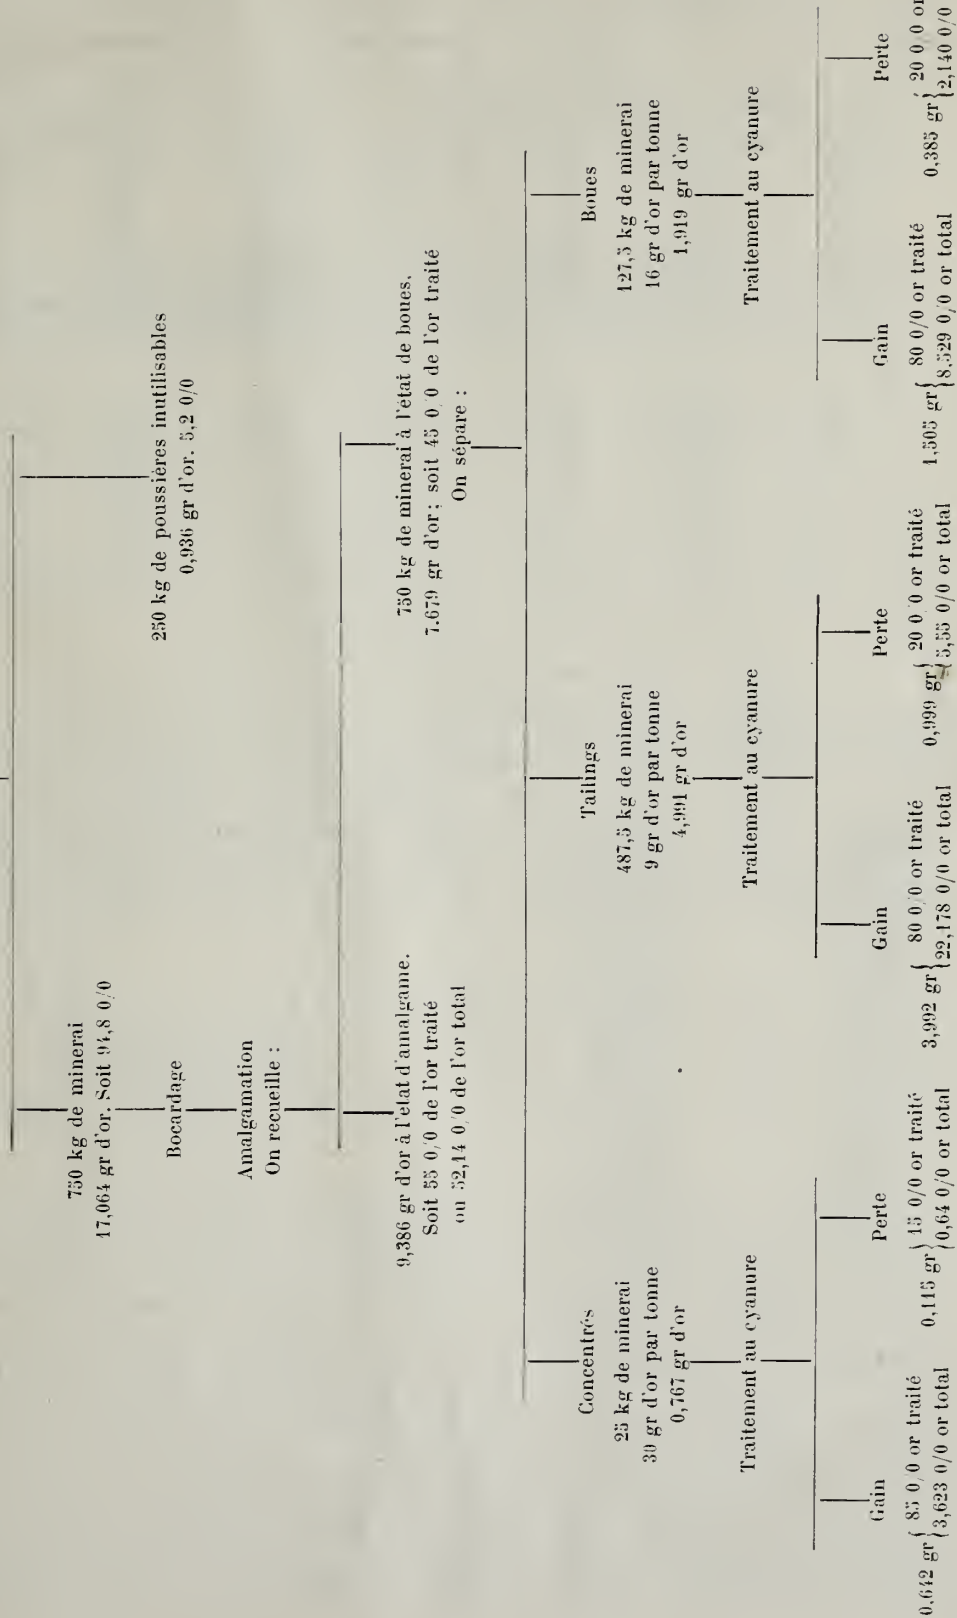 750 kg de minerai
17,064 gr d'or. Soit 94,8 0/0
Bocardage
Amalgamation
On recueille :
250 kg de poussières inutilisables
0,936 gr d'or. 5,2 0/0
9,386 gr d'or à l'état d'amalgame.
Soit 55 0/0 de l'or traité
ou 52,14 0/0 de l'or total
750 kg de minerai à l'état de boues.
7.679 gr d'or; soit 45 0/0 de l'or traité
On sépare :
Concentrés
25 kg de minerai
30 gr d'or par tonne
0,767 gr d'or
Traitement au cyanure
Tailings
487,5 kg de minerai
9 gr d'or par tonne
4,991 gr d'or
Traitement au cyanure
Boues
127,5 kg de minerai
16 gr d'or par tonne
1,919 gr d'or
Traitement au cyanure
Gain
0,642 gr { 85 0/0 or traité
3,623 0/0 or total
Perte
0,115 gr } 15 0/0 or traité
0,64 0/0 or total
Gain
3,992 gr { 80 0/0 or traité
22,178 0/0 or total
Perte
0,999 gr { 20 0/0 or traité
5,55 0/0 or total
Gain
1,505 gr { 80 0/0 or traité
8,529 0/0 or total
Perte
0,385 gr { 20 0/0 or
2,140 0/0